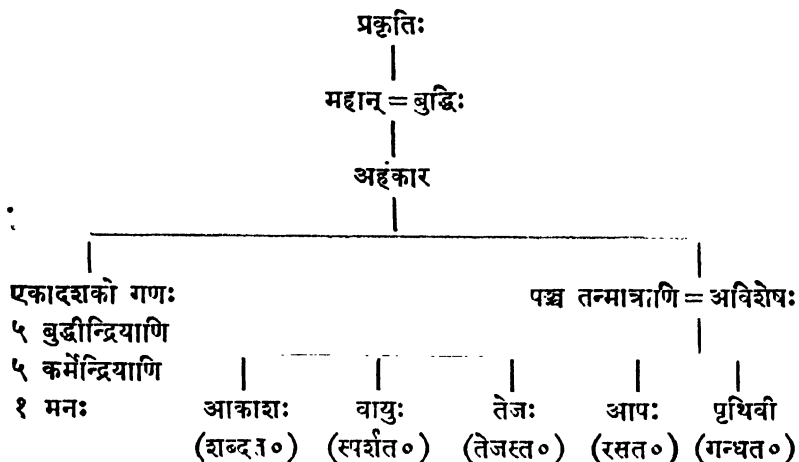 प्रकृतिः
महान् = बुद्धिः
अहंकार
एकादशको गणः पञ्च तन्मात्राणि = अविशेषः
५ बुद्धीन्द्रियाणि
५ कर्मेन्द्रियाणि
१ मनः आकाशः वायुः तेजः आपः पृथिवी
(शब्दत०) (स्पर्शत०) (तेजस्त०) (रसत०) (गन्धत०)